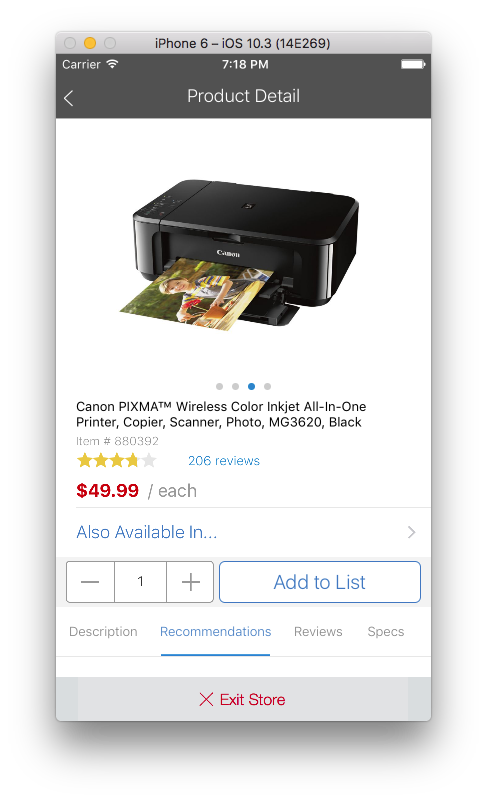 iPhone 6 – iOS 10.3 (14E269)
Carrier 7:18 PM
Product Detail
Canon
Canon PIXMA™ Wireless Color Inkjet All-In-One
Printer, Copier, Scanner, Photo, MG3620, Black
Item # 880392
206 reviews
$49.99 / each
Also Available In...
1 Add to List
Description Recommendations Reviews Specs
Exit Store